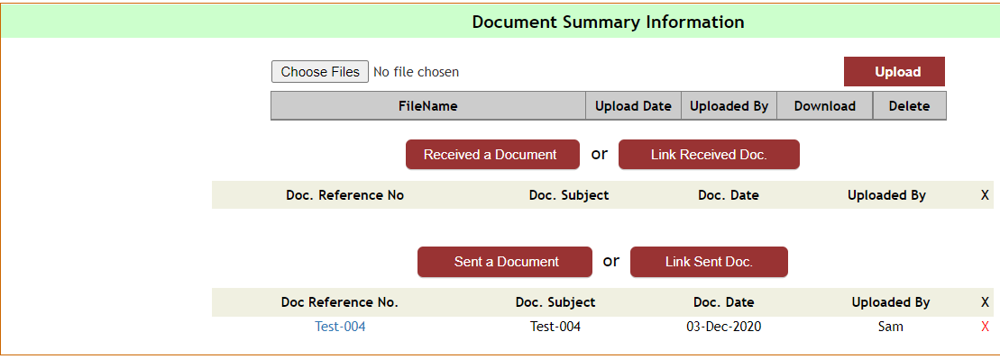 Document Summary Information
Choose Files No file chosen Upload
FileName Upload Date Uploaded By Download Delete
Received a Document or Link Received Doc.
Doc. Reference No Doc. Subject Doc. Date Uploaded By X
Sent a Document or Link Sent Doc.
Doc Reference No. Doc. Subject Doc. Date Uploaded By X
Test-004 Test-004 03-Dec-2020 Sam X